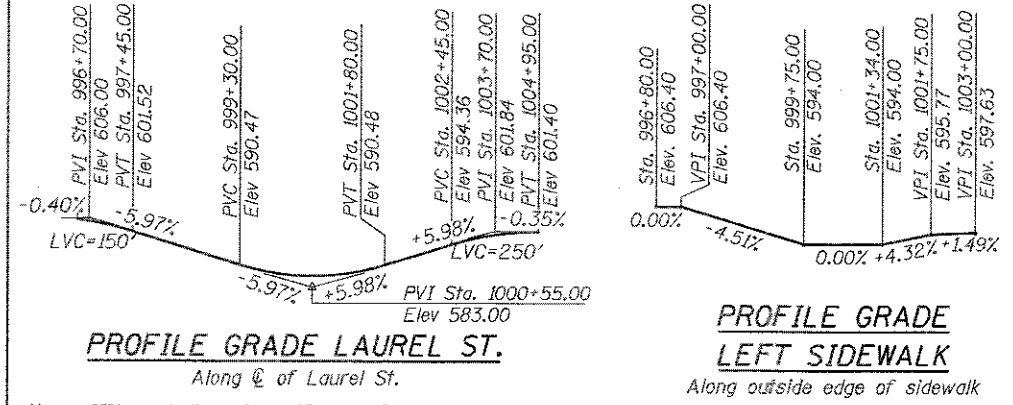 PVI Sta. 996+70.00
Elev 606.00
PVT Sta. 997+45.00
Elev 601.52
PVC Sta. 999+30.00
Elev 590.47
PVT Sta. 1001+80.00
Elev 590.48
PVC Sta. 1002+45.00
Elev 594.36
PVI Sta. 1003+70.00
Elev 601.84
PVT Sta. 1004+95.00
Elev 601.40
-0.40%
-5.97%
LVC=150'
-5.97%
+5.98%
+5.98%
-0.35%
LVC=250'
PVI Sta. 1000+55.00
Elev 583.00
PROFILE GRADE LAUREL ST.
Along ℄ of Laurel St.
Sta. 996+80.00
Elev. 606.40
VPI Sta. 997+00.00
Elev. 606.40
Sta. 999+75.00
Elev. 594.00
Sta. 1001+34.00
Elev. 594.00
VPI Sta. 1001+75.00
Elev. 595.77
VPI Sta. 1003+00.00
Elev. 597.63
0.00%
-4.51%
0.00%
+4.32%
+1.49%
PROFILE GRADE
LEFT SIDEWALK
Along outside edge of sidewalk